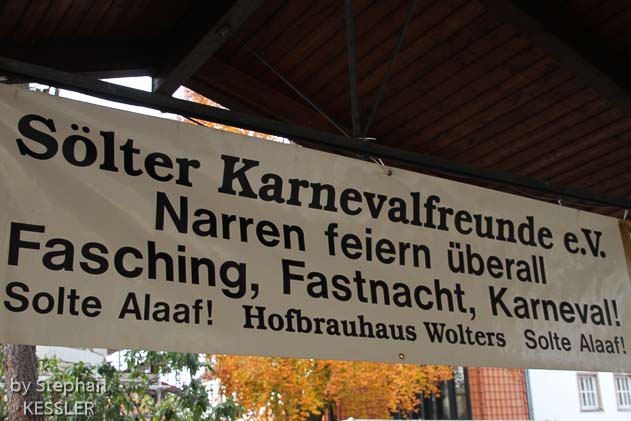 Sölter Karnevalfreunde e.V.
Narren feiern überall
Fasching, Fastnacht, Karneval!
Solte Alaaf! Hofbrauhaus Wolters Solte Alaaf!
by Stephan
KESSLER